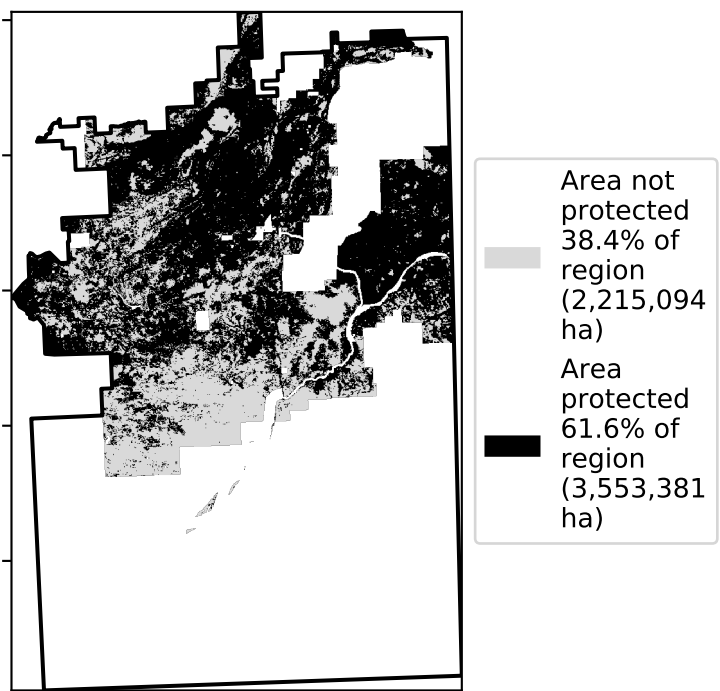 Area not
protected
38.4% of
region
(2,215,094
ha)
Area
protected
61.6% of
region
(3,553,381
ha)